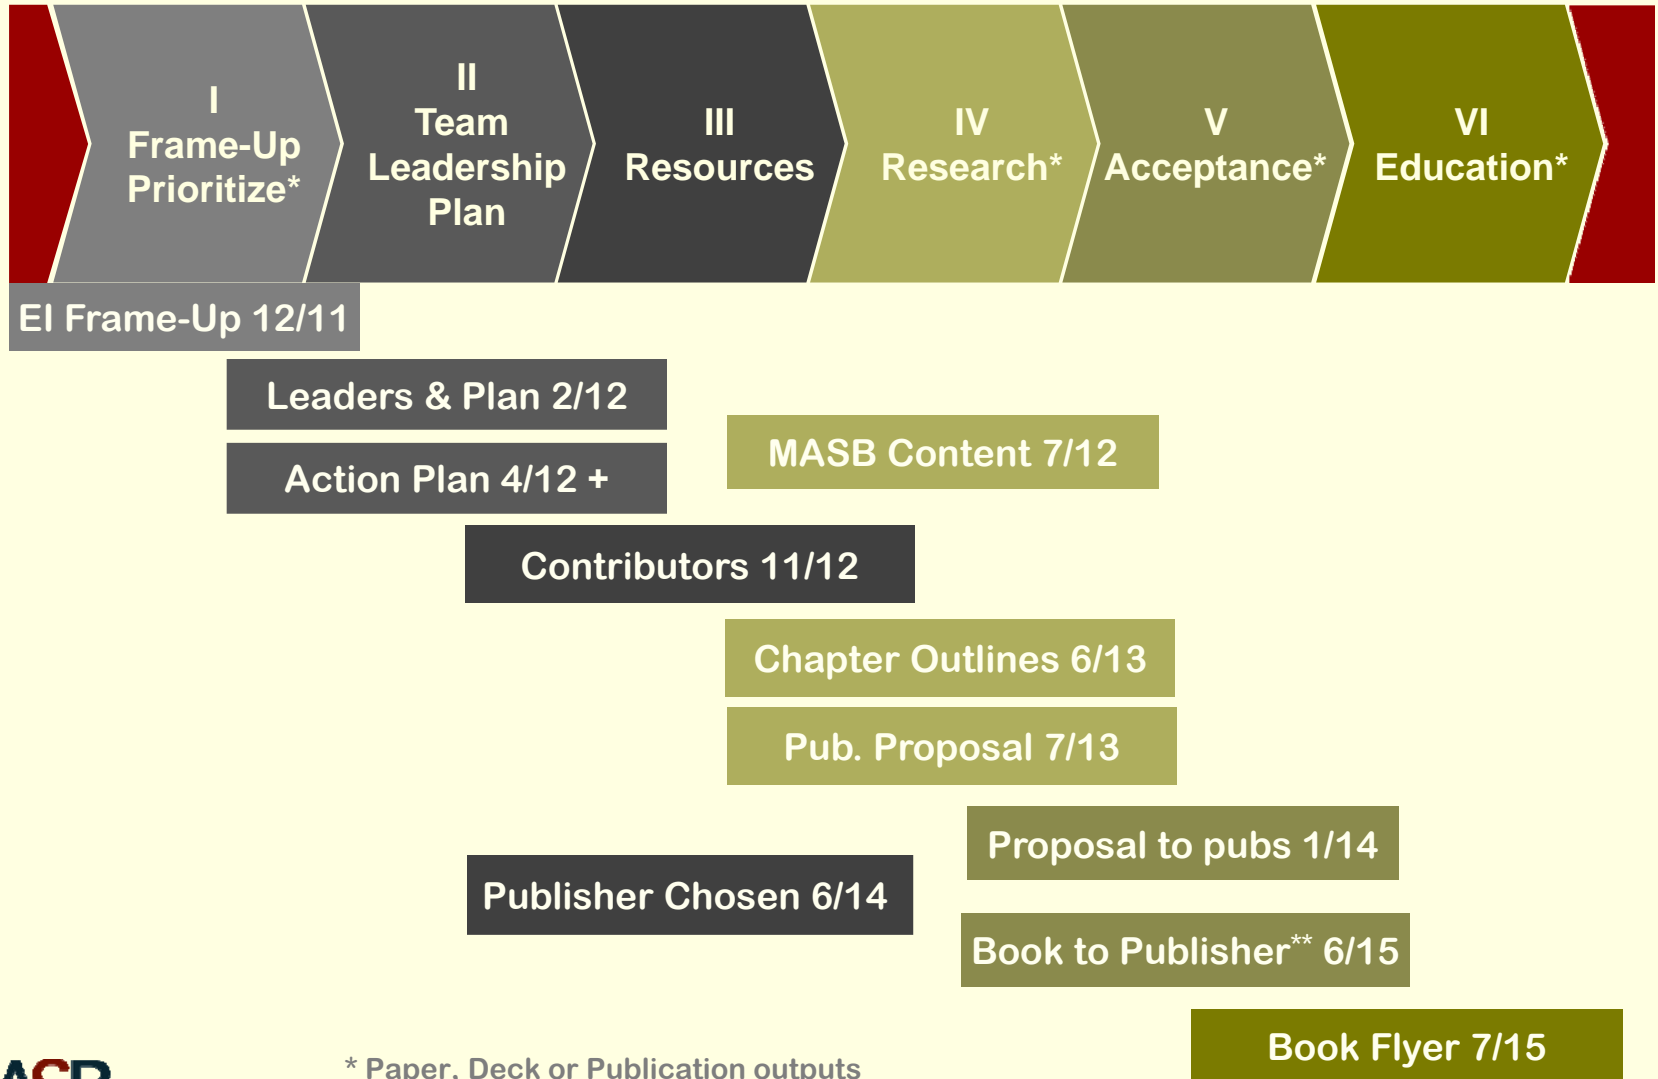 I
Frame-Up
Prioritize*
II
Team
Leadership
Plan
III
Resources
IV
Research*
V
Acceptance*
VI
Education*
EI Frame-Up 12/11
Leaders & Plan 2/12
Action Plan 4/12 +
MASB Content 7/12
Contributors 11/12
Chapter Outlines 6/13
Pub. Proposal 7/13
Proposal to pubs 1/14
Publisher Chosen 6/14
Book to Publisher** 6/15
Book Flyer 7/15
* Paper, Deck or Publication outputs